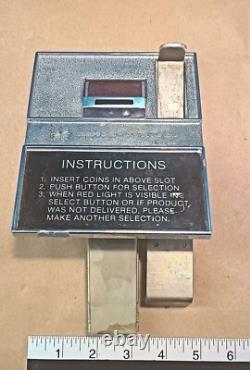 INSTRUCTIONS
1. INSERT COINS IN ABOVE SLOT
2. PUSH BUTTON FOR SELECTION
3. WHEN RED LIGHT IS VISIBLE IN
SELECT BUTTON OR IF PRODUCT
WAS NOT DELIVERED, PLEASE
MAKE ANOTHER SELECTION.
1 2 3 4 5 6